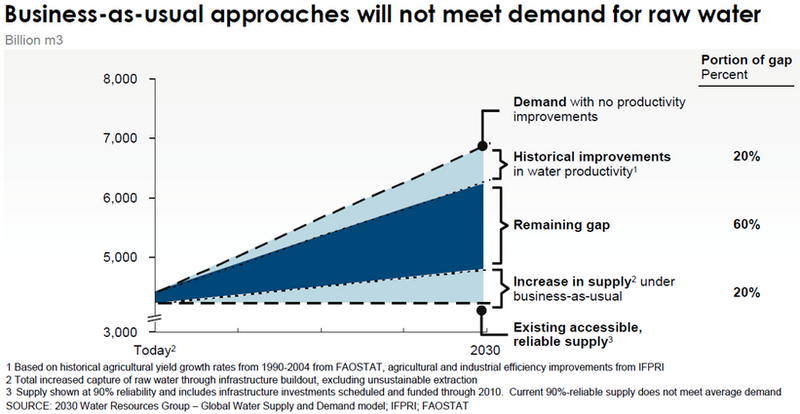 Business-as-usual approaches will not meet demand for raw water
Billion m3
Portion of gap
Percent
8,000
7,000
6,000
5,000
3,000
Demand with no productivity
improvements
Historical improvements
in water productivity1
20%
Remaining gap
60%
Increase in supply2 under
business-as-usual
20%
Existing accessible,
reliable supply3
Today2
2030
1 Based on historical agricultural yield growth rates from 1990-2004 from FAOSTAT, agricultural and industrial efficiency improvements from IFPRI
2 Total increased capture of raw water through infrastructure buildout, excluding unsustainable extraction
3 Supply shown at 90% reliability and includes infrastructure investments scheduled and funded through 2010. Current 90%-reliable supply does not meet average demand
SOURCE: 2030 Water Resources Group – Global Water Supply and Demand model; IFPRI; FAOSTAT